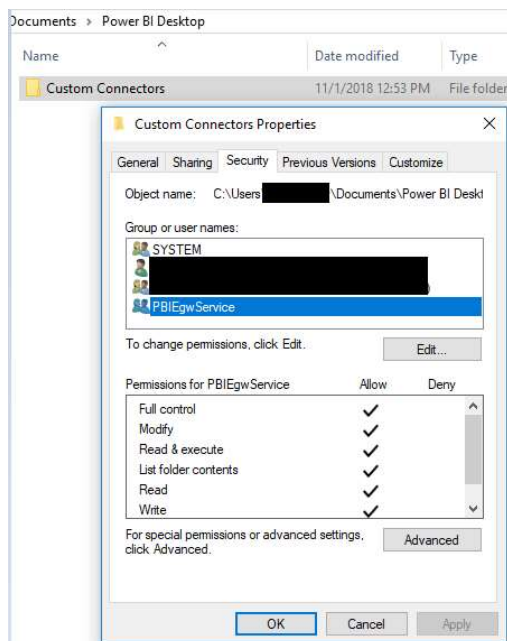 Documents > Power BI Desktop
Name Date modified Type
Custom Connectors 11/1/2018 12:53 PM File folder
Custom Connectors Properties
General Sharing Security Previous Versions Customize
Object name: C:\Users \Documents\Power BI Deskt
Group or user names:
SYSTEM
PBIEgwService
To change permissions, click Edit.
Edit...
Permissions for PBIEgwService Allow Deny
Full control
Modify
Read & execute
List folder contents
Read
Write
For special permissions or advanced settings,
click Advanced.
Advanced
OK Cancel Apply